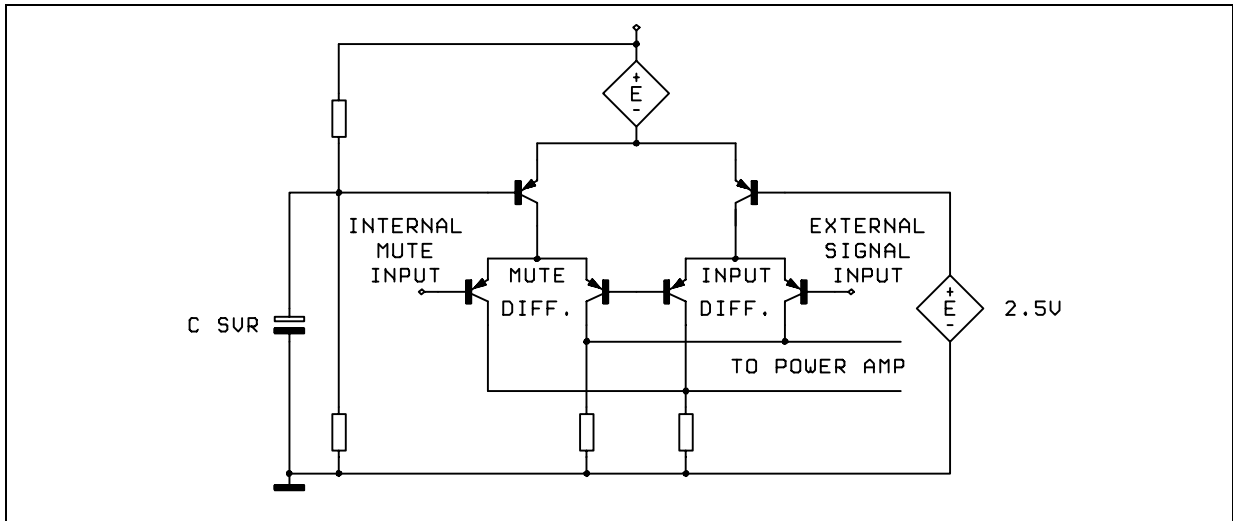 +
E
-
INTERNAL
MUTE
INPUT
EXTERNAL
SIGNAL
INPUT
MUTE
DIFF.
INPUT
DIFF.
+
E
-
2.5V
C SVR
TO POWER AMP